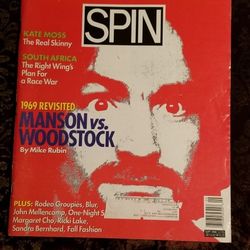 SPIN
KATE MOSS
The Real Skinny
SOUTH AFRICA
The Right Wing's
Plan For
a Race War
1969 REVISITED
MANSON vs.
WOODSTOCK
By Mike Rubin
PLUS: Rodeo Groupies, Blur,
John Mellencamp, One-Night S
Margaret Cho, Ricki Lake,
Sandra Bernhard, Fall Fashion